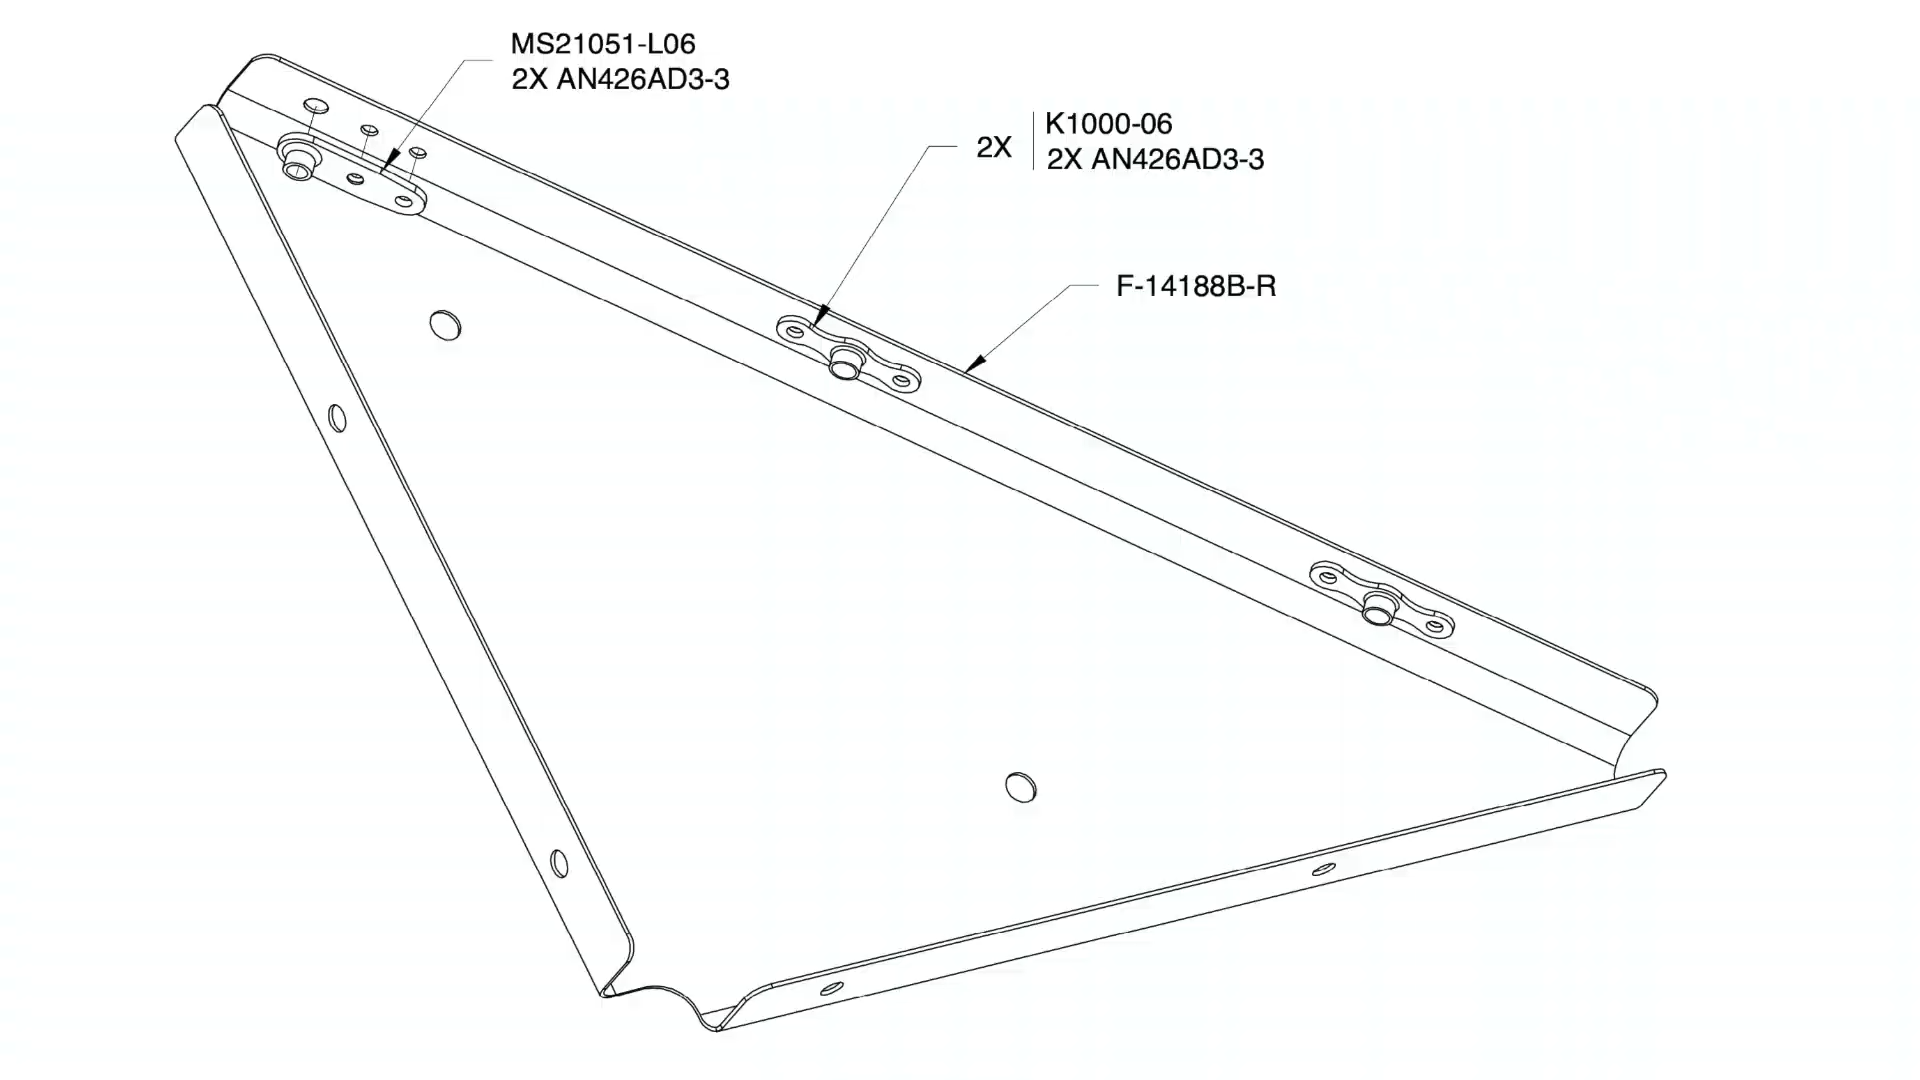 MS21051-L06
2X AN426AD3-3
2X
K1000-06
2X AN426AD3-3
F-14188B-R